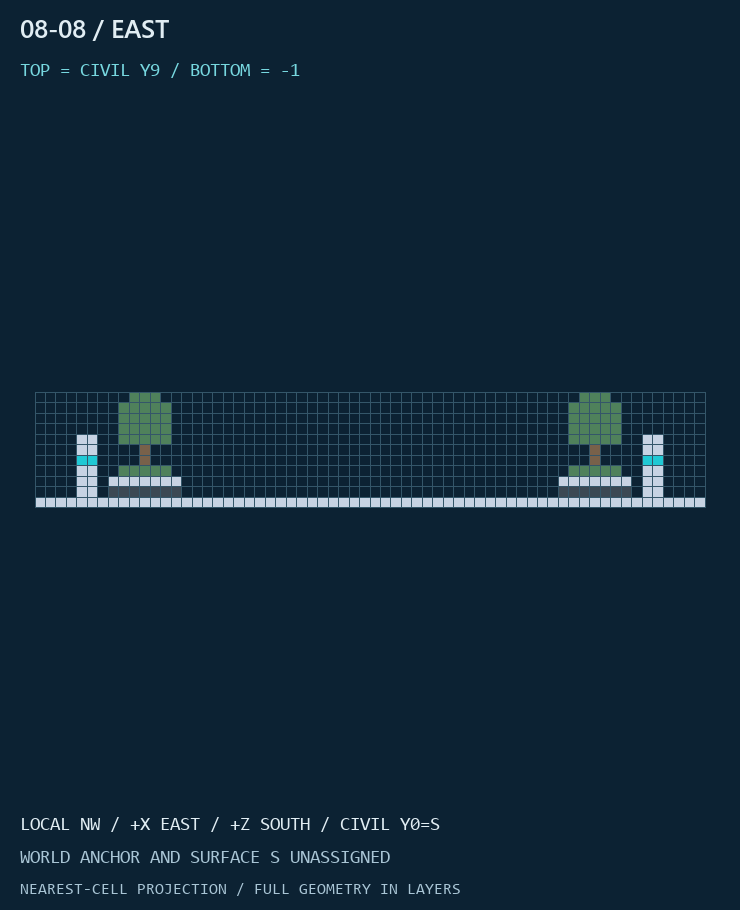 08-08 / EAST
TOP = CIVIL Y9 / BOTTOM = -1
LOCAL NW / +X EAST / +Z SOUTH / CIVIL Y0=S
WORLD ANCHOR AND SURFACE S UNASSIGNED
NEAREST-CELL PROJECTION / FULL GEOMETRY IN LAYERS